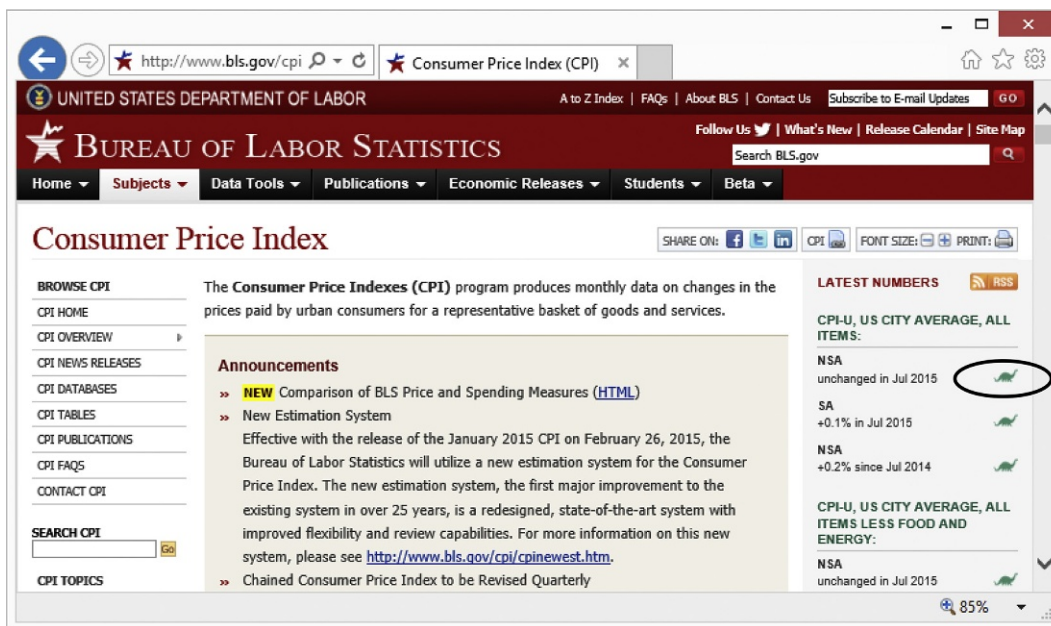 http://www.bls.gov/cpi
Consumer Price Index (CPI)
UNITED STATES DEPARTMENT OF LABOR
A to Z Index | FAQs | About BLS | Contact Us Subscribe to E-mail Updates GO
Follow Us | What's New | Release Calendar | Site Map
BUREAU OF LABOR STATISTICS
Search BLS.gov
Home Subjects Data Tools Publications Economic Releases Students Beta
Consumer Price Index
SHARE ON: CPI FONT SIZE: PRINT:
BROWSE CPI
CPI HOME
CPI OVERVIEW
CPI NEWS RELEASES
CPI DATABASES
CPI TABLES
CPI PUBLICATIONS
CPI FAQS
CONTACT CPI
SEARCH CPI
Go
CPI TOPICS
The Consumer Price Indexes (CPI) program produces monthly data on changes in the
prices paid by urban consumers for a representative basket of goods and services.
Announcements
» NEW Comparison of BLS Price and Spending Measures (HTML)
» New Estimation System
Effective with the release of the January 2015 CPI on February 26, 2015, the
Bureau of Labor Statistics will utilize a new estimation system for the Consumer
Price Index. The new estimation system, the first major improvement to the
existing system in over 25 years, is a redesigned, state-of-the-art system with
improved flexibility and review capabilities. For more information on this new
system, please see http://www.bls.gov/cpi/cpinewest.htm.
» Chained Consumer Price Index to be Revised Quarterly
LATEST NUMBERS RSS
CPI-U, US CITY AVERAGE, ALL
ITEMS:
NSA
unchanged in Jul 2015
SA
+0.1% in Jul 2015
NSA
+0.2% since Jul 2014
CPI-U, US CITY AVERAGE, ALL
ITEMS LESS FOOD AND
ENERGY:
NSA
unchanged in Jul 2015
85%